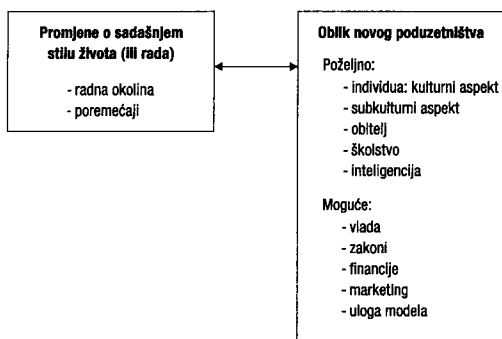 Promjene o sadašnjem
stilu života (ili rada)
- radna okolina
- poremećaji
Oblik novog poduzetništva
Poželjno:
- individua: kulturni aspekt
- subkulturni aspekt
- obitelj
- školstvo
- inteligencija
Moguće:
- vlada
- zakoni
- financije
- marketing
- uloga modela